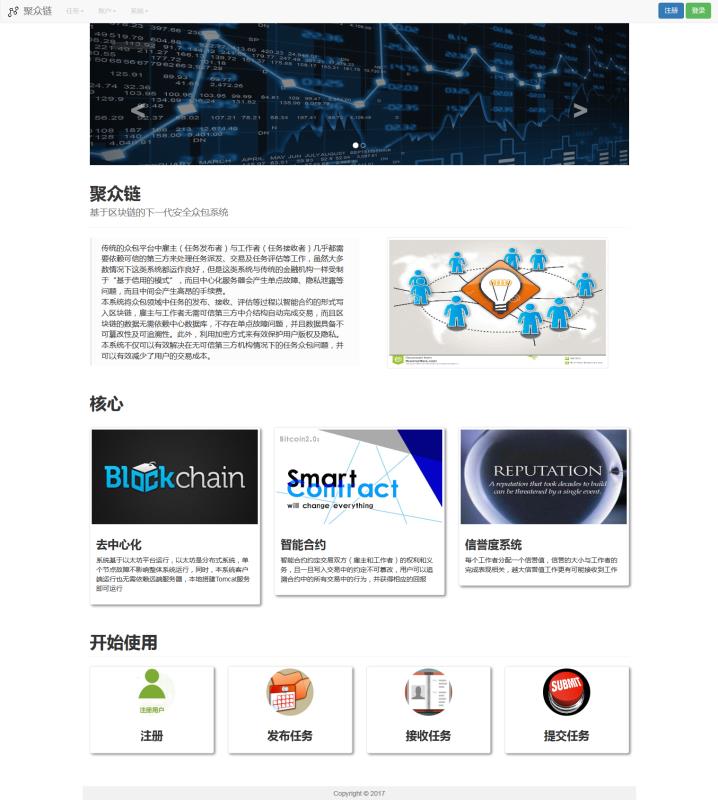 聚众链 任务 账户 系统 注册 登录
聚众链
基于区块链的下一代安全众包系统
传统的众包平台中雇主（任务发布者）与工作者（任务接收者）几乎都需
要依赖可信的第三方来处理任务派发、交易及任务评估等工作，虽然大多
数情况下这类系统都运作良好，但是这类系统与传统的金融机构一样受制
于“基于信用的模式”，而且中心化服务器会产生单点故障、隐私泄露等
问题，而且中间会产生高昂的手续费。
本系统将众包领域中任务的发布、接收、评估等过程以智能合约的形式写
入区块链，雇主与工作者无需可信第三方中介结构自动完成交易，而且区
块链的数据无需依赖中心数据库，不存在单点故障问题，并且数据具备不
可篡改性及可追溯性。此外，利用加密方式来有效保护用户版权及隐私。
本系统不仅可以有效解决在无可信第三方机构情况下的任务众包问题，并
可以有效减少了用户的交易成本。
核心
Blockchain
Bitcoin2.0:
Smart
Contract
will change everything
REPUTATION
A reputation that took decades to build
can be threatened by a single event.
去中心化
系统基于以太坊平台运行，以太坊是分布式系统，单
个节点故障不影响整体系统运行，同时，本系统客户
端运行也无需依赖远端服务器，本地搭建Tomcat服务
即可运行
智能合约
智能合约约定交易双方（雇主和工作者）的权利和义
务，且一旦写入交易中的约定不可篡改，用户可以追
溯合约中的所有交易中的行为，并获得相应的回报
信誉度系统
每个工作者分配一个信誉值，信誉的大小与工作者的
完成表现相关，越大信誉值工作更有可能接收到工作
开始使用
注册用户
注册
发布任务
接收任务
SUBMIT
提交任务
Copyright © 2017